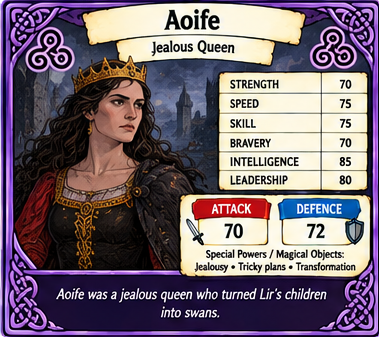 Aoife
Jealous Queen
STRENGTH 70
SPEED 75
SKILL 75
BRAVERY 70
INTELLIGENCE 85
LEADERSHIP 80
ATTACK DEFENCE
70 72
Special Powers / Magical Objects:
Jealousy • Tricky plans • Transformation
Aoife was a jealous queen who turned Lir's children
into swans.